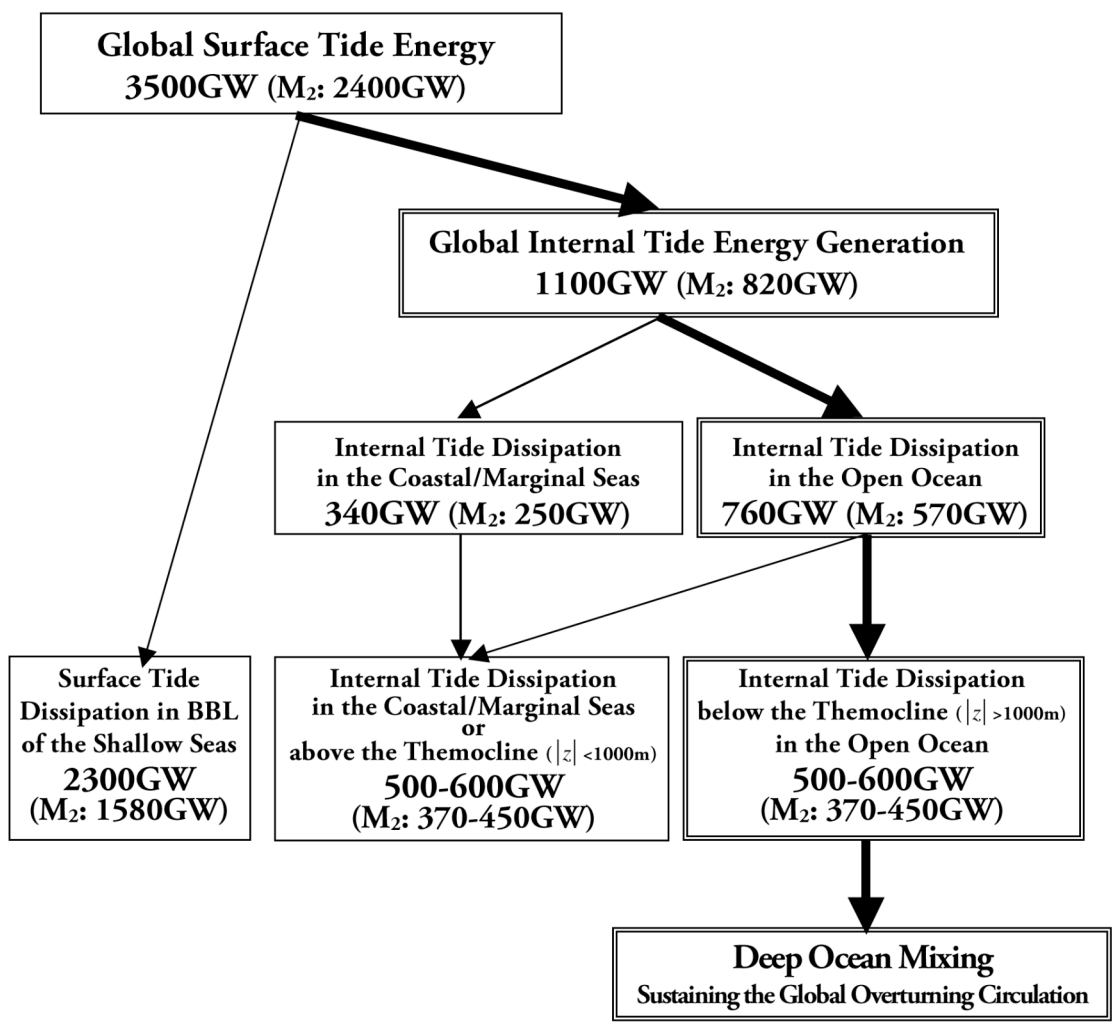 Global Surface Tide Energy
3500GW (M₂: 2400GW)
Global Internal Tide Energy Generation
1100GW (M₂: 820GW)
Internal Tide Dissipation
in the Coastal/Marginal Seas
340GW (M₂: 250GW)
Internal Tide Dissipation
in the Open Ocean
760GW (M₂: 570GW)
Surface Tide
Dissipation in BBL
of the Shallow Seas
2300GW
(M₂: 1580GW)
Internal Tide Dissipation
in the Coastal/Marginal Seas
or
above the Themocline (|z| <1000m)
500-600GW
(M₂: 370-450GW)
Internal Tide Dissipation
below the Themocline (|z| >1000m)
in the Open Ocean
500-600GW
(M₂: 370-450GW)
Deep Ocean Mixing
Sustaining the Global Overturning Circulation